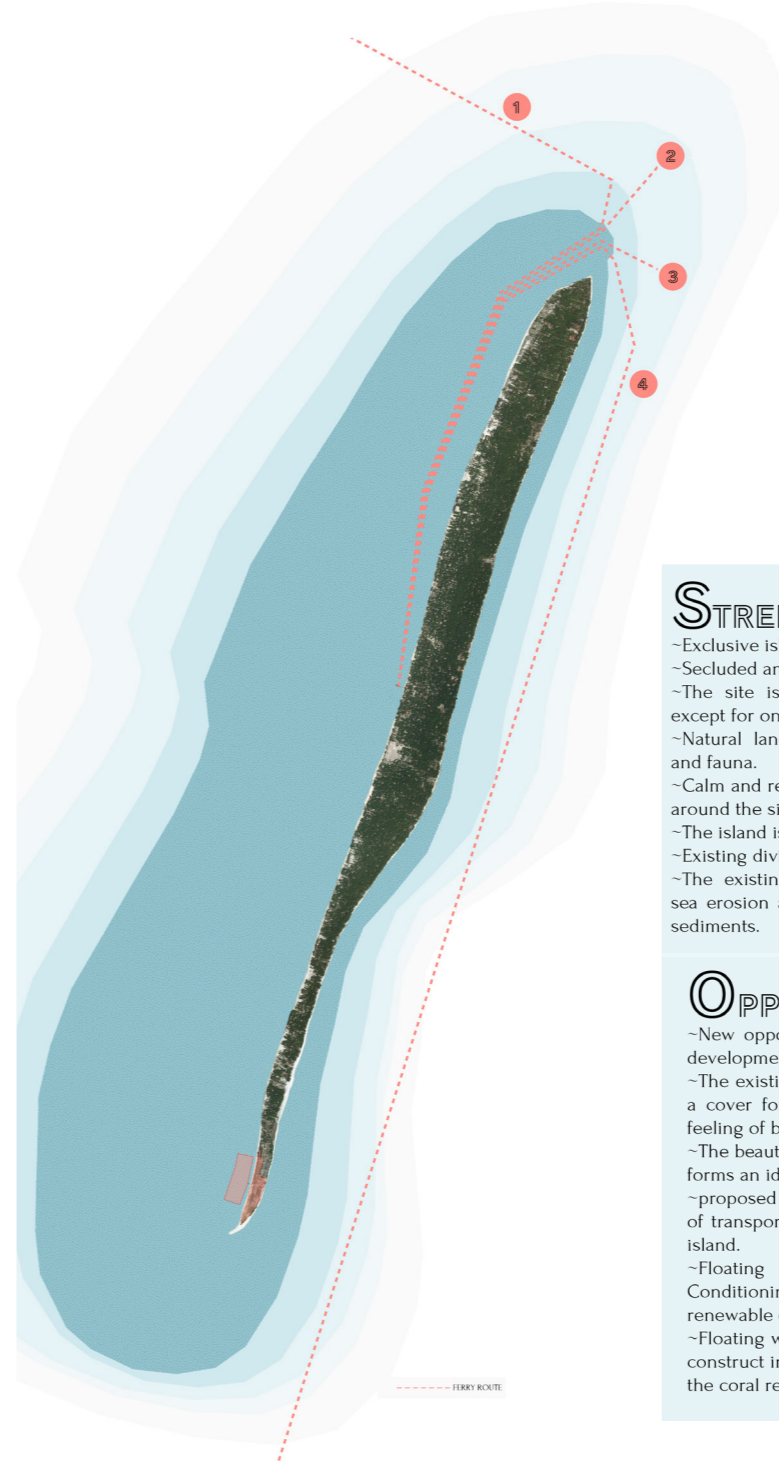 1
2
3
4
STRE
~Exclusive is
~Secluded an
~The site is
except for on
~Natural lan
and fauna.
~Calm and re
around the si
~The island is
~Existing div
~The existin
sea erosion
sediments.
OPP
~New oppo
developme
~The existi
a cover fo
feeling of b
~The beaut
forms an id
~proposed
of transpor
island.
~Floating
Conditionin
renewable
~Floating w
construct in
the coral re
FERRY ROUTE